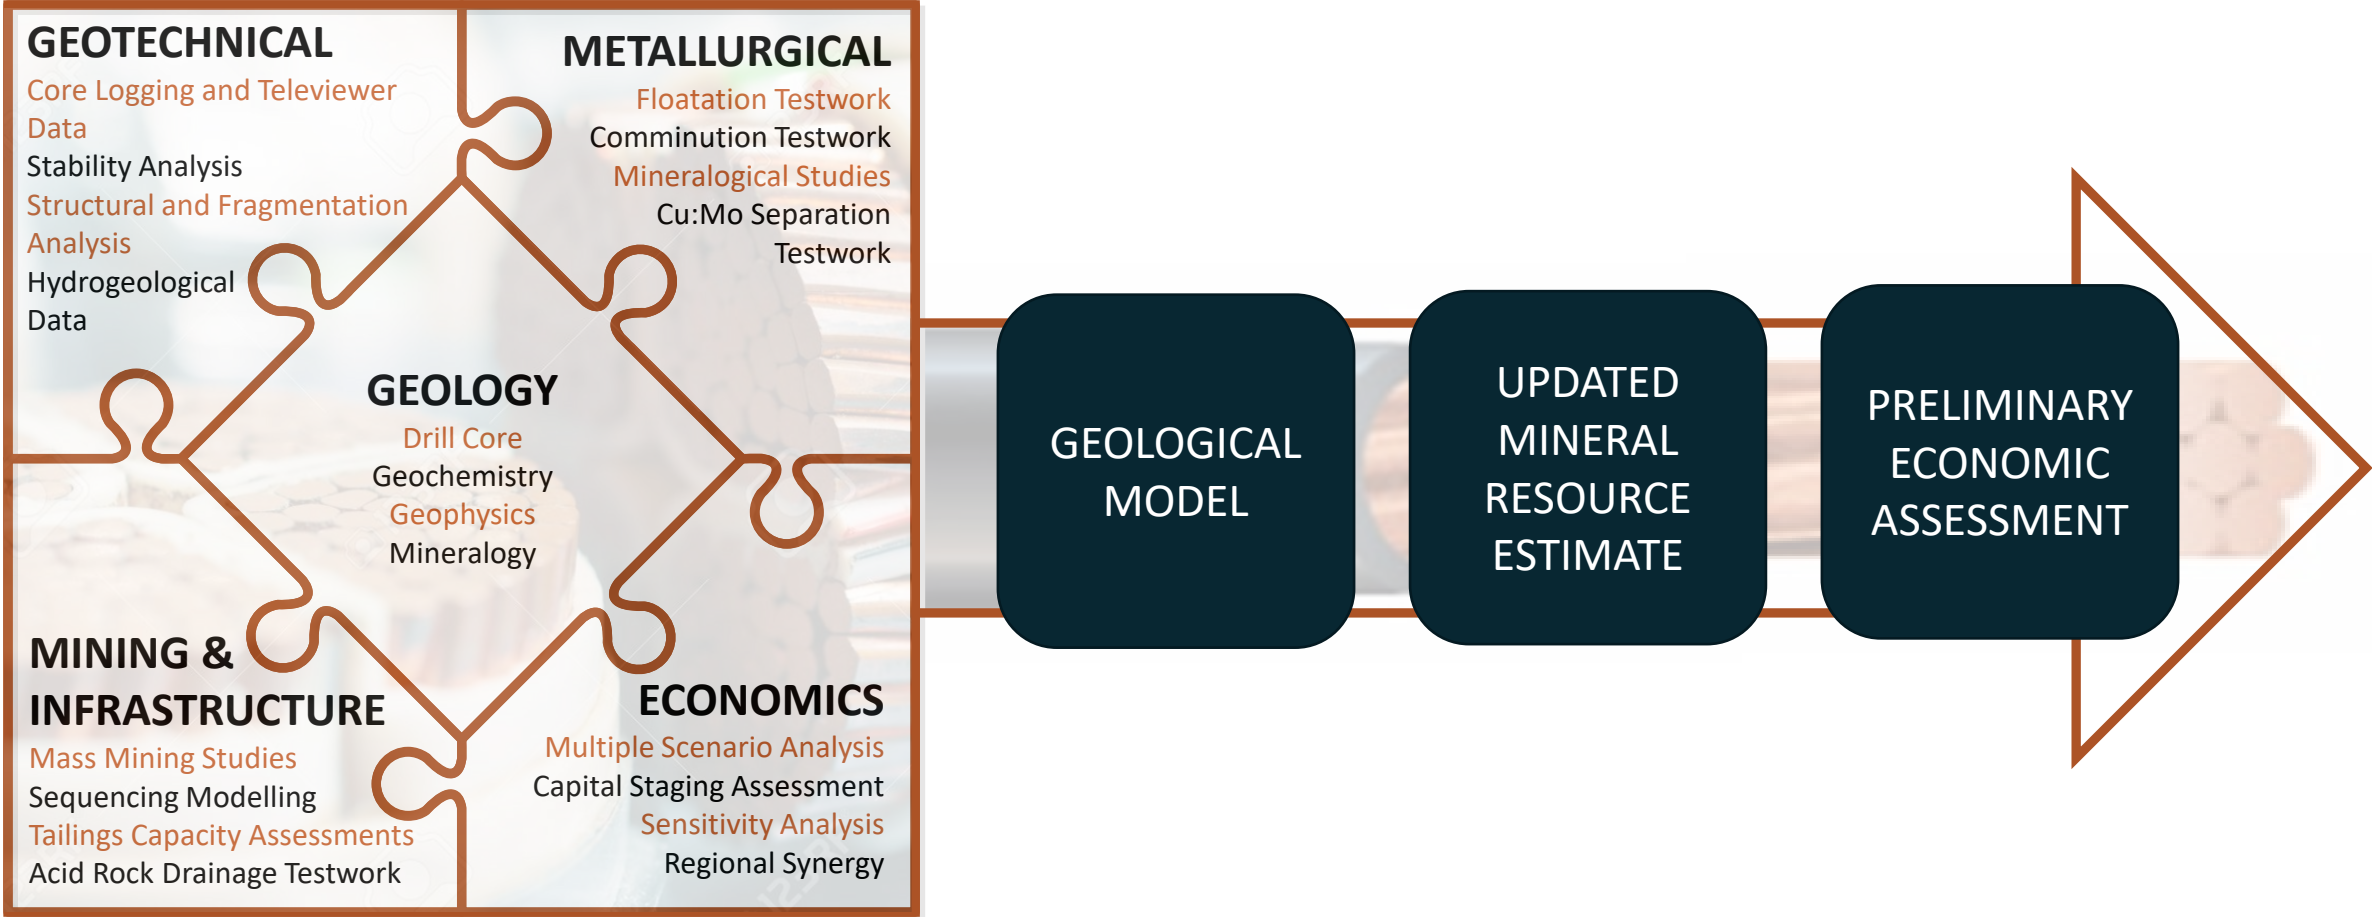 GEOTECHNICAL
Core Logging and Televiewer
Data
Stability Analysis
Structural and Fragmentation
Analysis
Hydrogeological
Data
METALLURGICAL
Floatation Testwork
Comminution Testwork
Mineralogical Studies
Cu:Mo Separation
Testwork
GEOLOGY
Drill Core
Geochemistry
Geophysics
Mineralogy
MINING &
INFRASTRUCTURE
Mass Mining Studies
Sequencing Modelling
Tailings Capacity Assessments
Acid Rock Drainage Testwork
ECONOMICS
Multiple Scenario Analysis
Capital Staging Assessment
Sensitivity Analysis
Regional Synergy
GEOLOGICAL
MODEL
UPDATED
MINERAL
RESOURCE
ESTIMATE
PRELIMINARY
ECONOMIC
ASSESSMENT